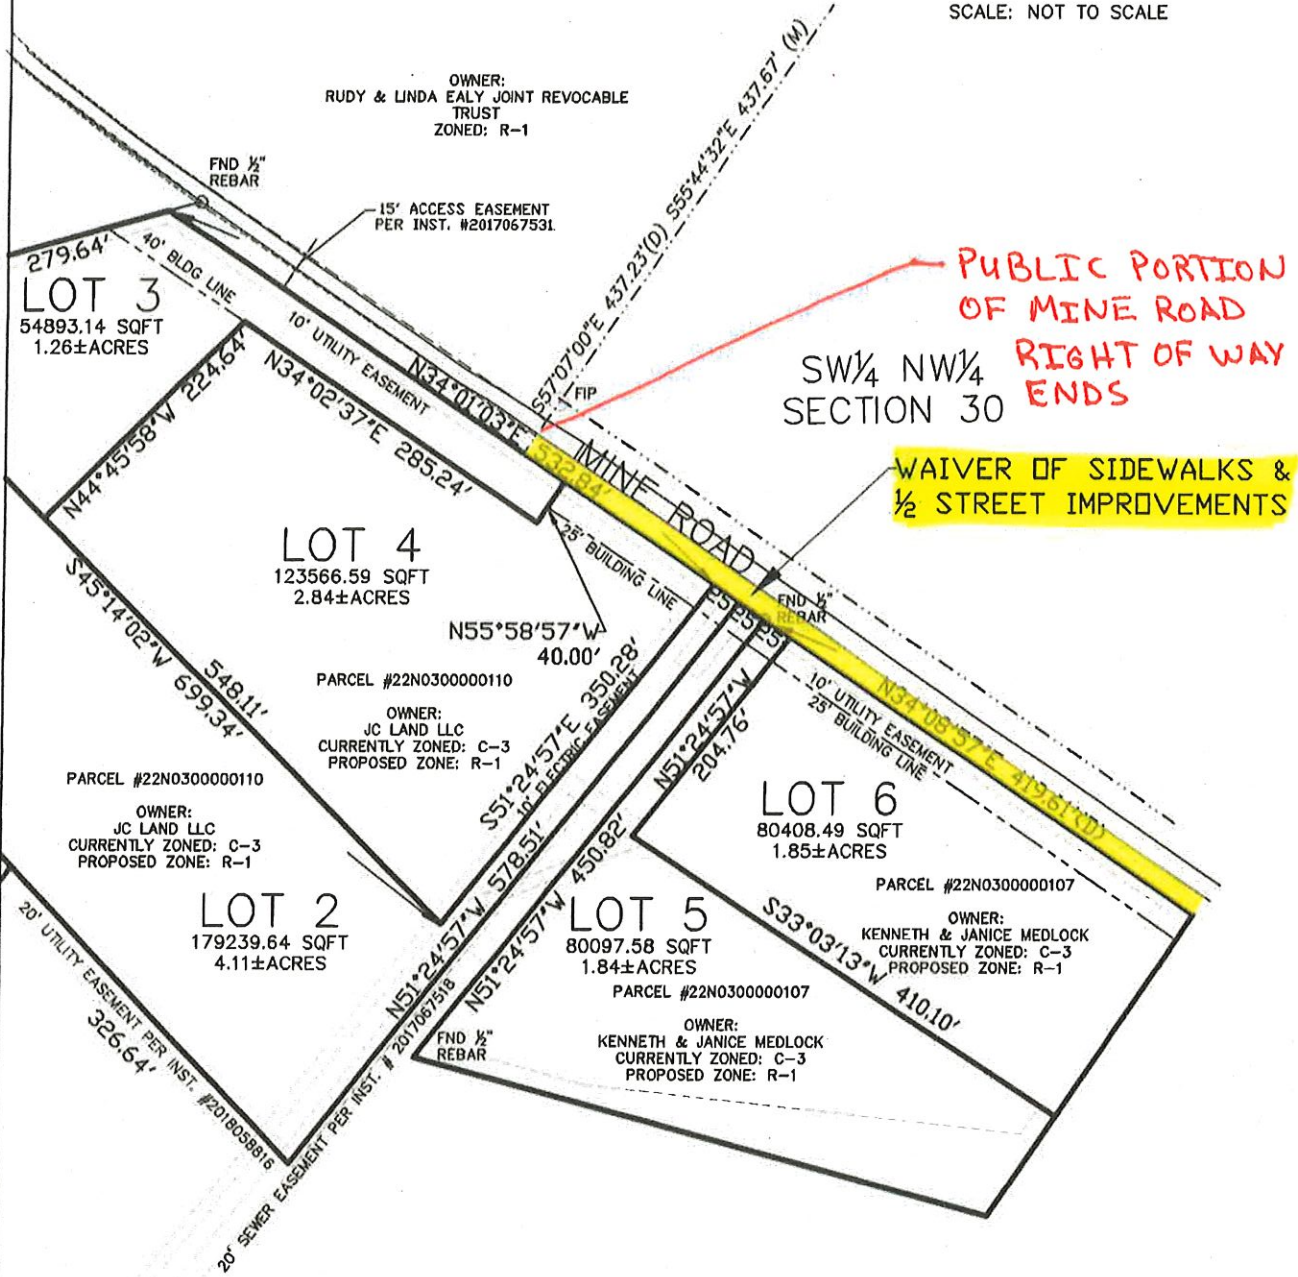 SCALE: NOT TO SCALE
OWNER:
RUDY & LINDA EALY JOINT REVOCABLE
TRUST
ZONED: R-1
S57°07'00"E 437.23'(D) S55°44'32"E 437.67' (M)
FND ½"
REBAR
15' ACCESS EASEMENT
PER INST. #2017067531
PUBLIC PORTION
OF MINE ROAD
RIGHT OF WAY
ENDS
279.64'
40' BLDG LINE
LOT 3
54893.14 SQFT
1.26±ACRES
10' UTILITY EASEMENT
N34°01'03"E
532.84'
FIP
SW¼ NW¼
SECTION 30
MINE ROAD
WAIVER OF SIDEWALKS &
½ STREET IMPROVEMENTS
N44°45'58"W 224.64'
N34°02'37"E 285.24'
LOT 4
123566.59 SQFT
2.84±ACRES
25' BUILDING LINE
FND ½"
REBAR
25' 25' 25'
N55°58'57"W
40.00'
S45°14'02"W 699.34'
548.11'
PARCEL #22N0300000110
OWNER:
JC LAND LLC
CURRENTLY ZONED: C-3
PROPOSED ZONE: R-1
S51°24'57"E 350.28'
10' ELECTRIC EASEMENT
N51°24'57"W
204.76'
10' UTILITY EASEMENT
25' BUILDING LINE
N34°08'57"E 419.61'(D)
PARCEL #22N0300000110
OWNER:
JC LAND LLC
CURRENTLY ZONED: C-3
PROPOSED ZONE: R-1
LOT 6
80408.49 SQFT
1.85±ACRES
PARCEL #22N0300000107
OWNER:
KENNETH & JANICE MEDLOCK
CURRENTLY ZONED: C-3
PROPOSED ZONE: R-1
LOT 2
179239.64 SQFT
4.11±ACRES
N51°24'57"W 578.51'
N51°24'57"W 450.82'
LOT 5
80097.58 SQFT
1.84±ACRES
PARCEL #22N0300000107
OWNER:
KENNETH & JANICE MEDLOCK
CURRENTLY ZONED: C-3
PROPOSED ZONE: R-1
S33°03'13"W 410.10'
FND ½"
REBAR
20' UTILITY EASEMENT PER INST. #2018058816
326.64'
20' SEWER EASEMENT PER INST. # 2017067518